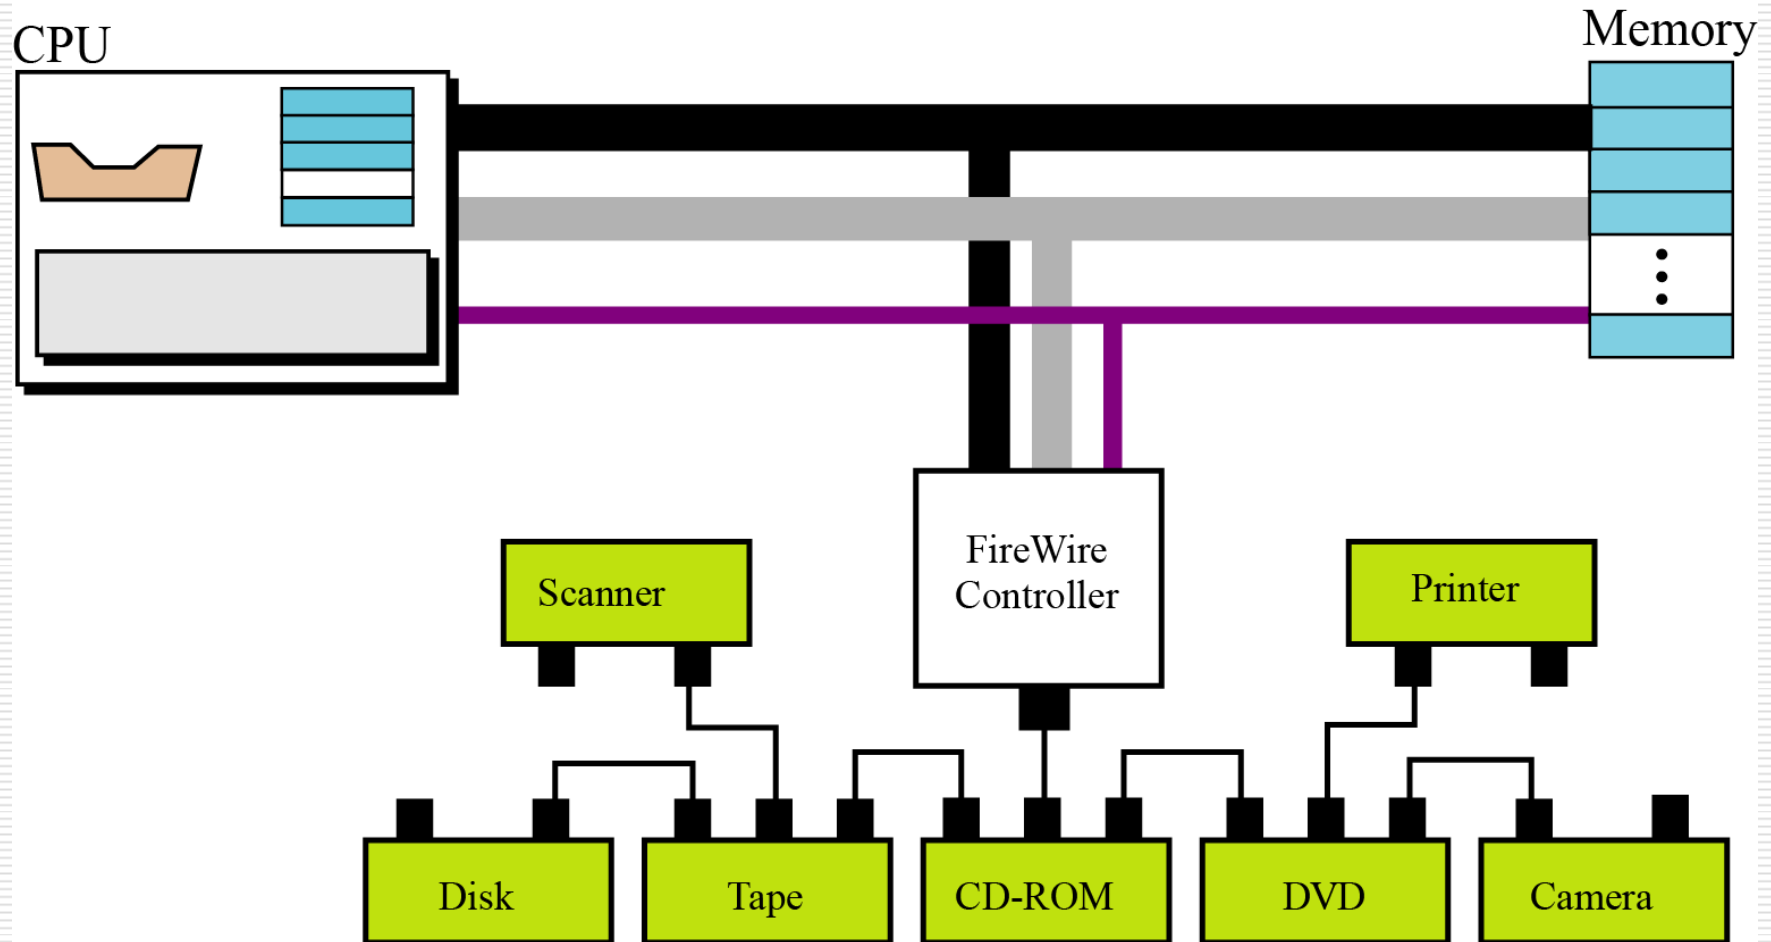 CPU
Memory
FireWire
Controller
Scanner
Printer
Disk
Tape
CD-ROM
DVD
Camera